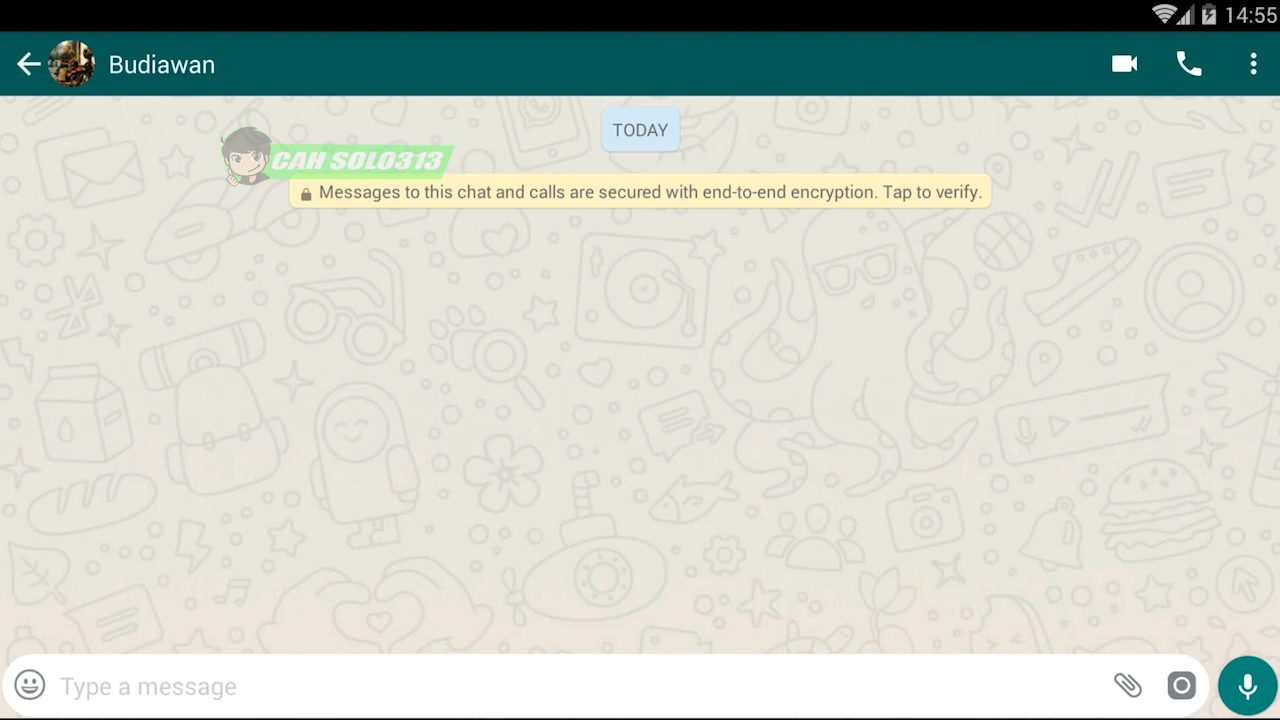 14:55
Budiawan
TODAY
CAH SOLO313
Messages to this chat and calls are secured with end-to-end encryption. Tap to verify.
Type a message